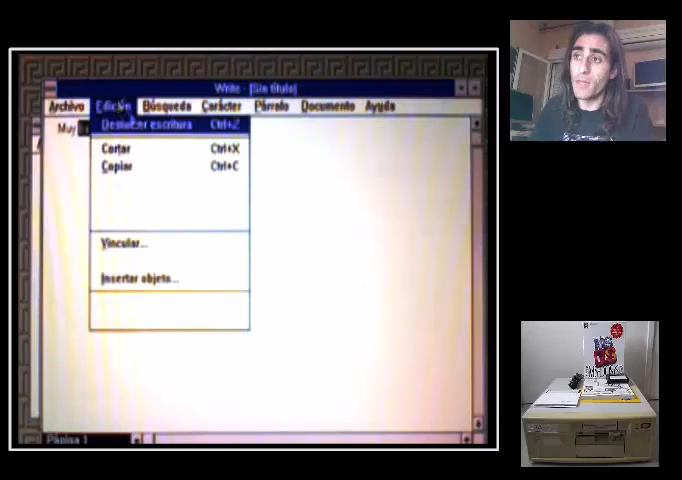 Write - [Sin título]
Archivo Edición Búsqueda Carácter Párrafo Documento Ayuda
Muy
Deshacer escritura Ctrl+Z
Cortar Ctrl+X
Copiar Ctrl+C
Vincular...
Insertar objeto...
Página 1